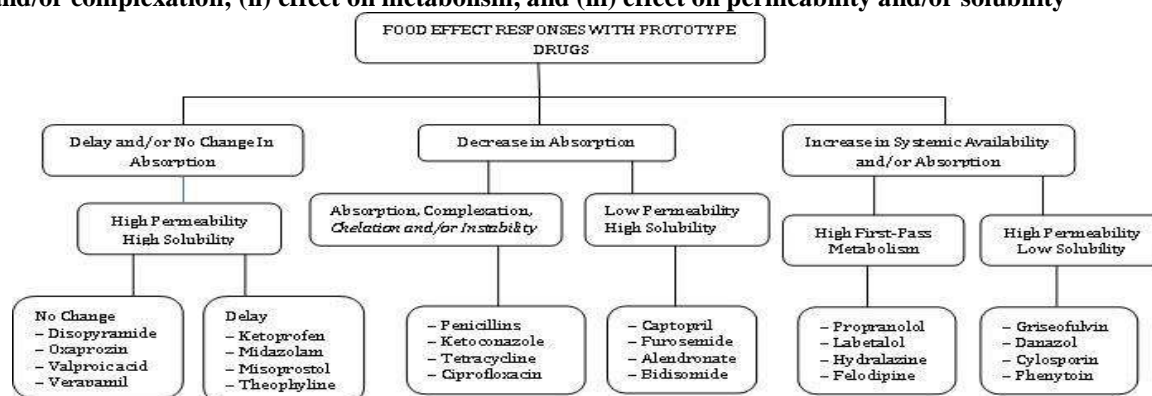 and/or complexation, (ii) effect on metabolism, and (iii) effect on permeability and/or solubility
FOOD EFFECT RESPONSES WITH PROTOTYPE
DRUGS
Delay and/or No Change In
Absorption
Decrease in Absorption
Increase in Systemic Availability
and/or Absorption
High Permeability
High Solubility
Absorption, Complexation,
Chelation and/or Instability
Low Permeability
High Solubility
High First-Pass
Metabolism
High Permeability
Low Solubility
No Change
– Disopyramide
– Oxaprozin
– Valproic acid
– Verapamil
Delay
– Ketoprofen
– Midazolam
– Misoprostol
– Theophyline
– Penicillins
– Ketoconazole
– Tetracycline
– Ciprofloxacin
– Captopril
– Furosemide
– Alendronate
– Bidisomide
– Propranolol
– Labetalol
– Hydralazine
– Felodipine
– Griseofulvin
– Danazol
– Cylosporin
– Phenytoin